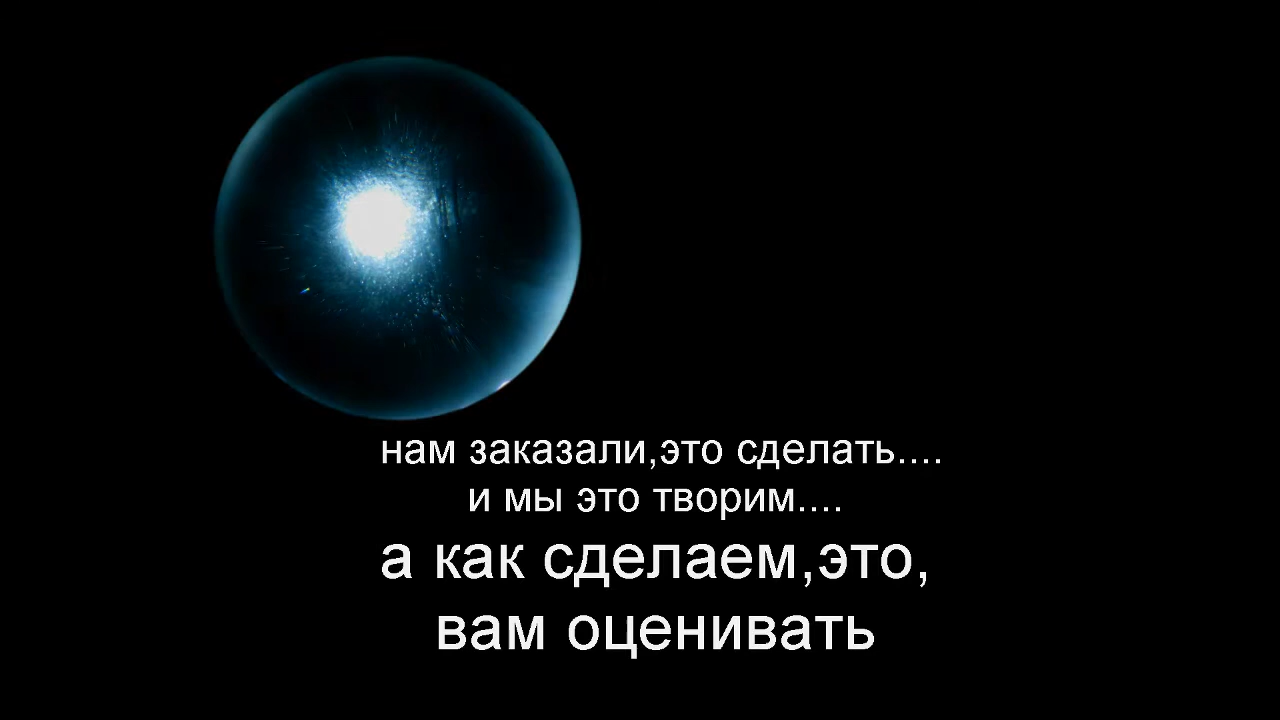 нам заказали,это сделать....
и мы это творим....
а как сделаем,это,
вам оценивать